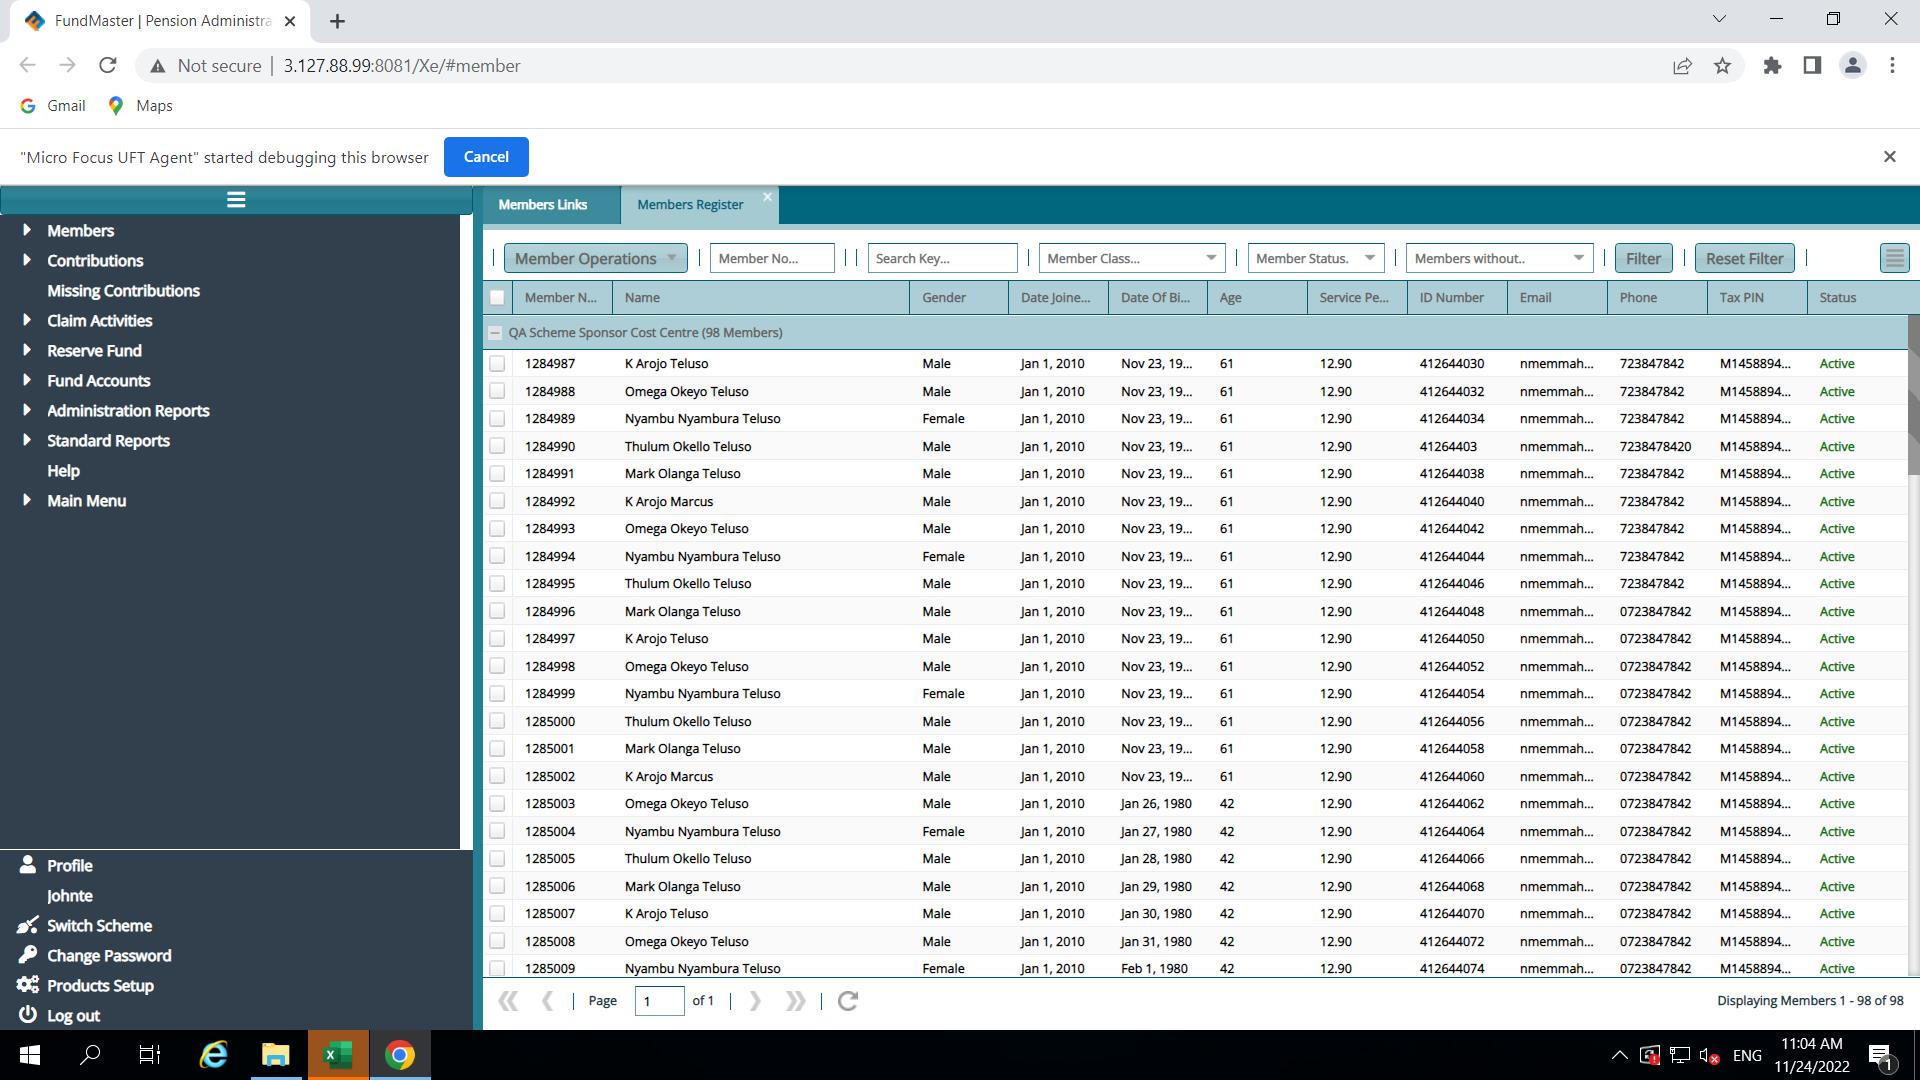 FundMaster | Pension Administra
Not secure | 3.127.88.99:8081/Xe/#member
Gmail Maps
"Micro Focus UFT Agent" started debugging this browser Cancel
Members
Contributions
Missing Contributions
Claim Activities
Reserve Fund
Fund Accounts
Administration Reports
Standard Reports
Help
Main Menu
Profile
Johnte
Switch Scheme
Change Password
Products Setup
Log out
Members Links Members Register
Member Operations Member No... Search Key... Member Class... Member Status. Members without.. Filter Reset Filter
Member N... Name Gender Date Joine... Date Of Bi... Age Service Pe... ID Number Email Phone Tax PIN Status
QA Scheme Sponsor Cost Centre (98 Members)
1284987 K Arojo Teluso Male Jan 1, 2010 Nov 23, 19... 61 12.90 412644030 nmemmah... 723847842 M1458894... Active
1284988 Omega Okeyo Teluso Male Jan 1, 2010 Nov 23, 19... 61 12.90 412644032 nmemmah... 723847842 M1458894... Active
1284989 Nyambu Nyambura Teluso Female Jan 1, 2010 Nov 23, 19... 61 12.90 412644034 nmemmah... 723847842 M1458894... Active
1284990 Thulum Okello Teluso Male Jan 1, 2010 Nov 23, 19... 61 12.90 41264403 nmemmah... 7238478420 M1458894... Active
1284991 Mark Olanga Teluso Male Jan 1, 2010 Nov 23, 19... 61 12.90 412644038 nmemmah... 723847842 M1458894... Active
1284992 K Arojo Marcus Male Jan 1, 2010 Nov 23, 19... 61 12.90 412644040 nmemmah... 723847842 M1458894... Active
1284993 Omega Okeyo Teluso Male Jan 1, 2010 Nov 23, 19... 61 12.90 412644042 nmemmah... 723847842 M1458894... Active
1284994 Nyambu Nyambura Teluso Female Jan 1, 2010 Nov 23, 19... 61 12.90 412644044 nmemmah... 723847842 M1458894... Active
1284995 Thulum Okello Teluso Male Jan 1, 2010 Nov 23, 19... 61 12.90 412644046 nmemmah... 723847842 M1458894... Active
1284996 Mark Olanga Teluso Male Jan 1, 2010 Nov 23, 19... 61 12.90 412644048 nmemmah... 0723847842 M1458894... Active
1284997 K Arojo Teluso Male Jan 1, 2010 Nov 23, 19... 61 12.90 412644050 nmemmah... 0723847842 M1458894... Active
1284998 Omega Okeyo Teluso Male Jan 1, 2010 Nov 23, 19... 61 12.90 412644052 nmemmah... 0723847842 M1458894... Active
1284999 Nyambu Nyambura Teluso Female Jan 1, 2010 Nov 23, 19... 61 12.90 412644054 nmemmah... 0723847842 M1458894... Active
1285000 Thulum Okello Teluso Male Jan 1, 2010 Nov 23, 19... 61 12.90 412644056 nmemmah... 0723847842 M1458894... Active
1285001 Mark Olanga Teluso Male Jan 1, 2010 Nov 23, 19... 61 12.90 412644058 nmemmah... 0723847842 M1458894... Active
1285002 K Arojo Marcus Male Jan 1, 2010 Nov 23, 19... 61 12.90 412644060 nmemmah... 0723847842 M1458894... Active
1285003 Omega Okeyo Teluso Male Jan 1, 2010 Jan 26, 1980 42 12.90 412644062 nmemmah... 0723847842 M1458894... Active
1285004 Nyambu Nyambura Teluso Female Jan 1, 2010 Jan 27, 1980 42 12.90 412644064 nmemmah... 0723847842 M1458894... Active
1285005 Thulum Okello Teluso Male Jan 1, 2010 Jan 28, 1980 42 12.90 412644066 nmemmah... 0723847842 M1458894... Active
1285006 Mark Olanga Teluso Male Jan 1, 2010 Jan 29, 1980 42 12.90 412644068 nmemmah... 0723847842 M1458894... Active
1285007 K Arojo Teluso Male Jan 1, 2010 Jan 30, 1980 42 12.90 412644070 nmemmah... 0723847842 M1458894... Active
1285008 Omega Okeyo Teluso Male Jan 1, 2010 Jan 31, 1980 42 12.90 412644072 nmemmah... 0723847842 M1458894... Active
1285009 Nyambu Nyambura Teluso Female Jan 1, 2010 Feb 1, 1980 42 12.90 412644074 nmemmah... 0723847842 M1458894... Active
Page 1 of 1 Displaying Members 1 - 98 of 98
ENG 11:04 AM
11/24/2022 1